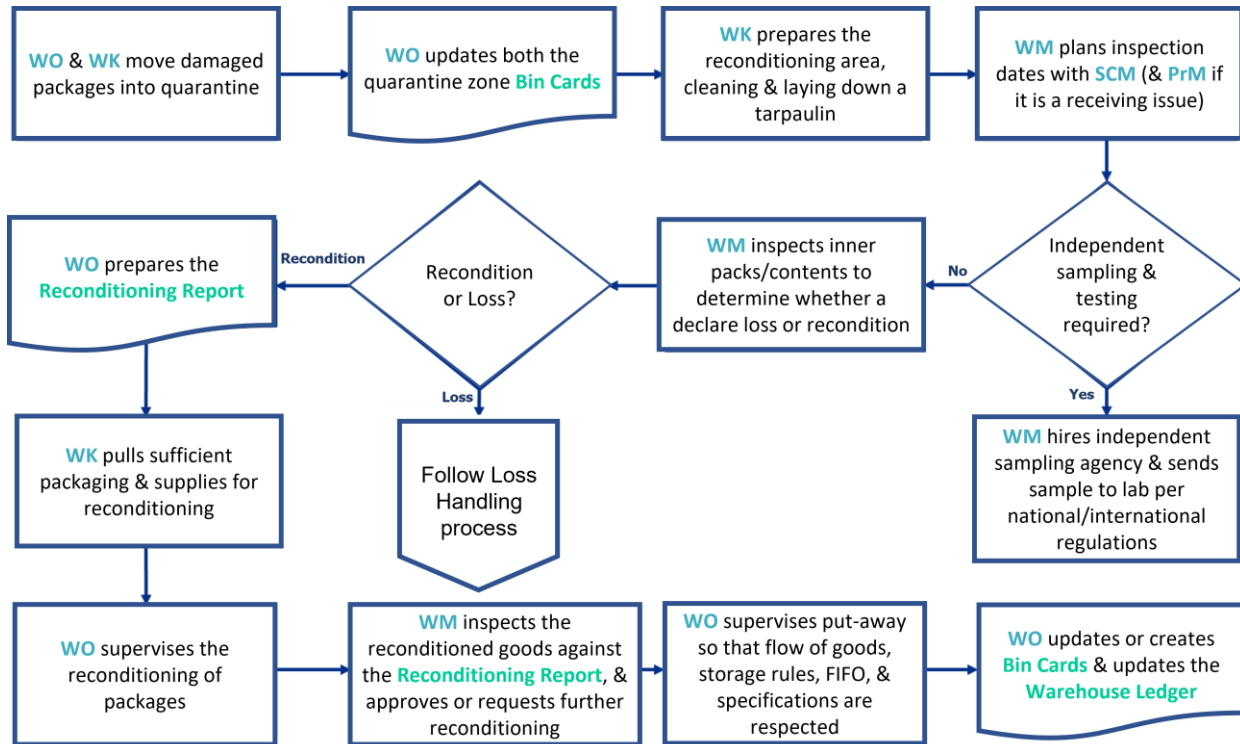 WO & WK move damaged
packages into quarantine
WO updates both the
quarantine zone Bin Cards
WK prepares the
reconditioning area,
cleaning & laying down a
tarpaulin
WM plans inspection
dates with SCM (& PrM if
it is a receiving issue)
Independent
sampling &
testing
required?
No
Yes
WM inspects inner
packs/contents to
determine whether a
declare loss or recondition
Recondition
or Loss?
Recondition
Loss
WO prepares the
Reconditioning Report
WK pulls sufficient
packaging & supplies for
reconditioning
Follow Loss
Handling
process
WM hires independent
sampling agency & sends
sample to lab per
national/international
regulations
WO supervises the
reconditioning of
packages
WM inspects the
reconditioned goods against
the Reconditioning Report, &
approves or requests further
reconditioning
WO supervises put-away
so that flow of goods,
storage rules, FIFO, &
specifications are
respected
WO updates or creates
Bin Cards & updates the
Warehouse Ledger